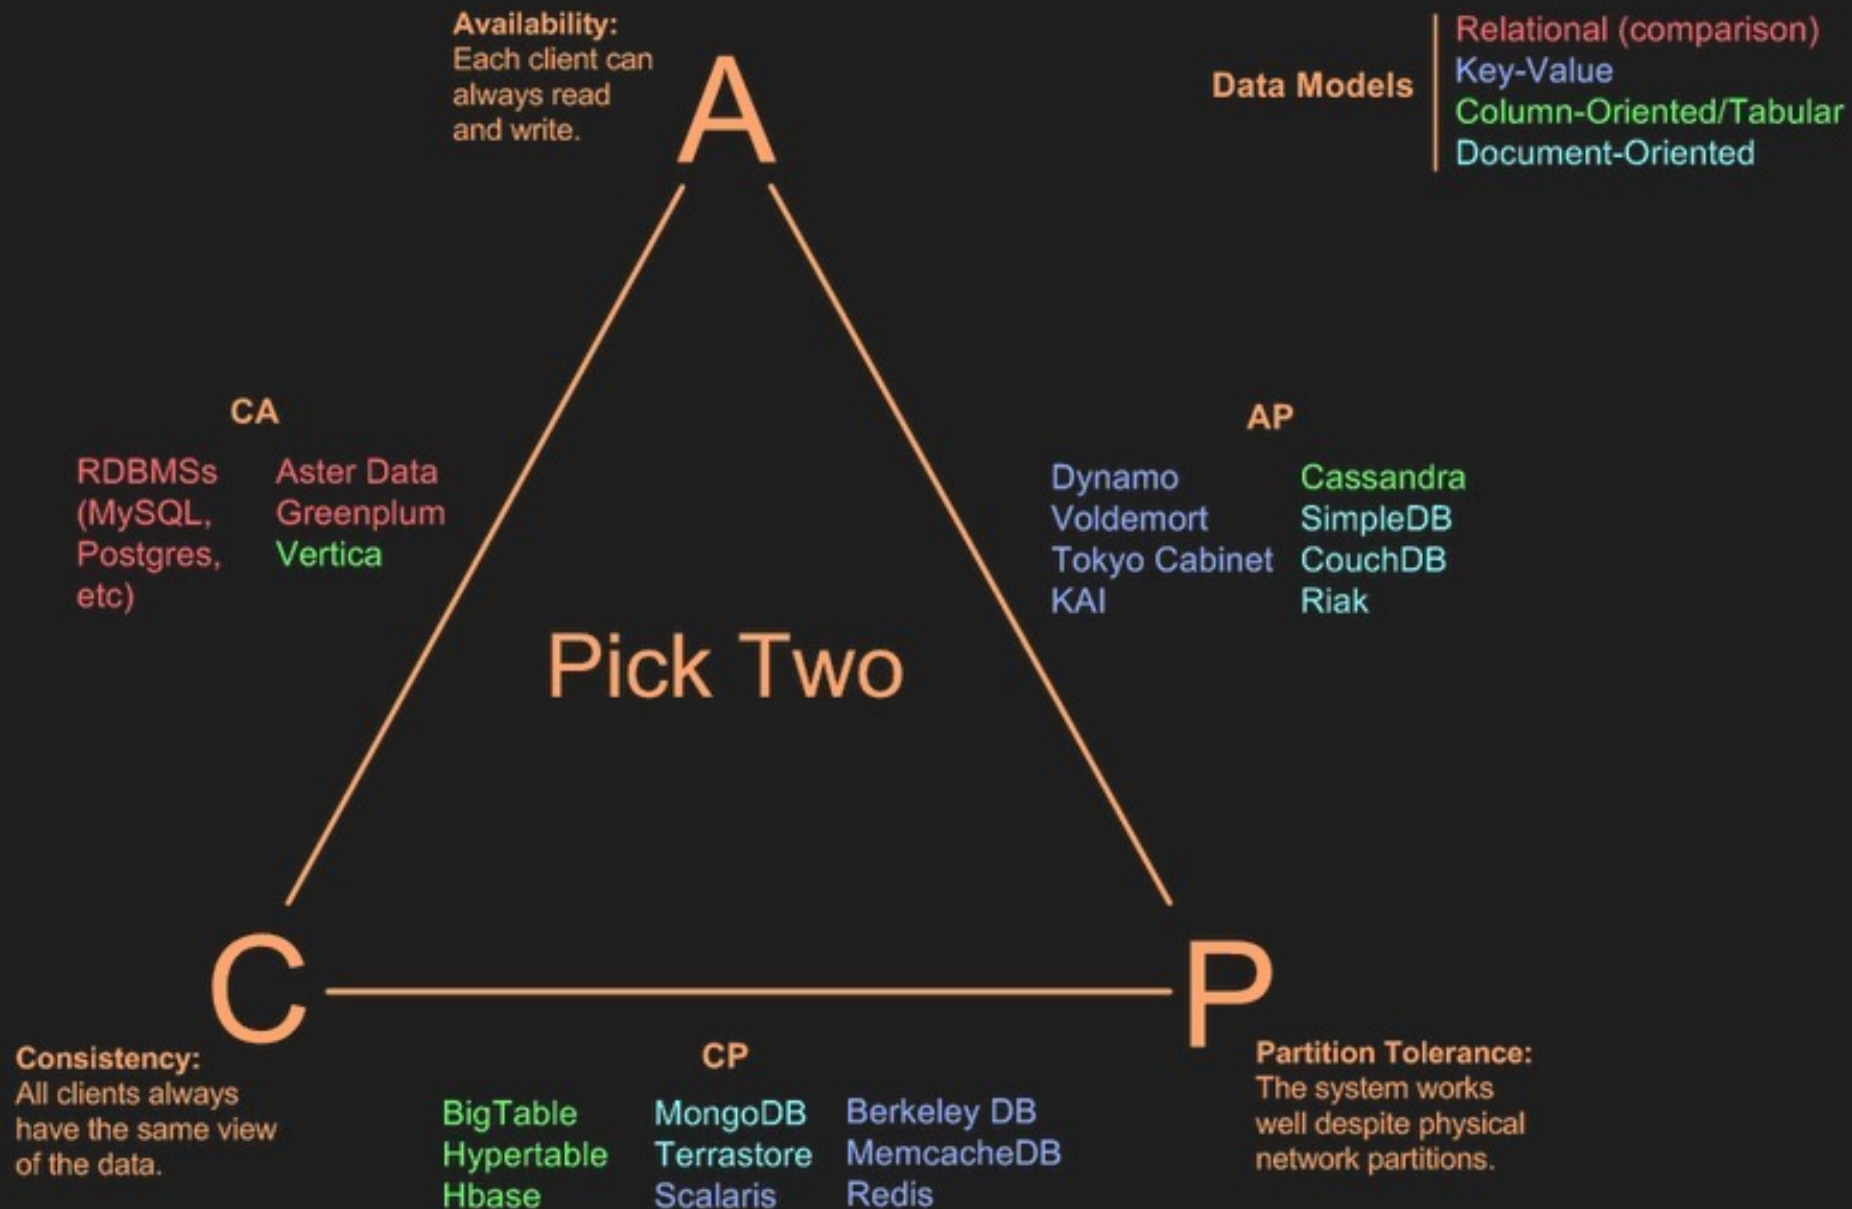 Availability:
Each client can
always read
and write.
A
Data Models
Relational (comparison)
Key-Value
Column-Oriented/Tabular
Document-Oriented
CA
RDBMSs
(MySQL,
Postgres,
etc)
Aster Data
Greenplum
Vertica
AP
Dynamo
Voldemort
Tokyo Cabinet
KAI
Cassandra
SimpleDB
CouchDB
Riak
Pick Two
C
Consistency:
All clients always
have the same view
of the data.
CP
BigTable
Hypertable
Hbase
MongoDB
Terrastore
Scalaris
Berkeley DB
MemcacheDB
Redis
P
Partition Tolerance:
The system works
well despite physical
network partitions.